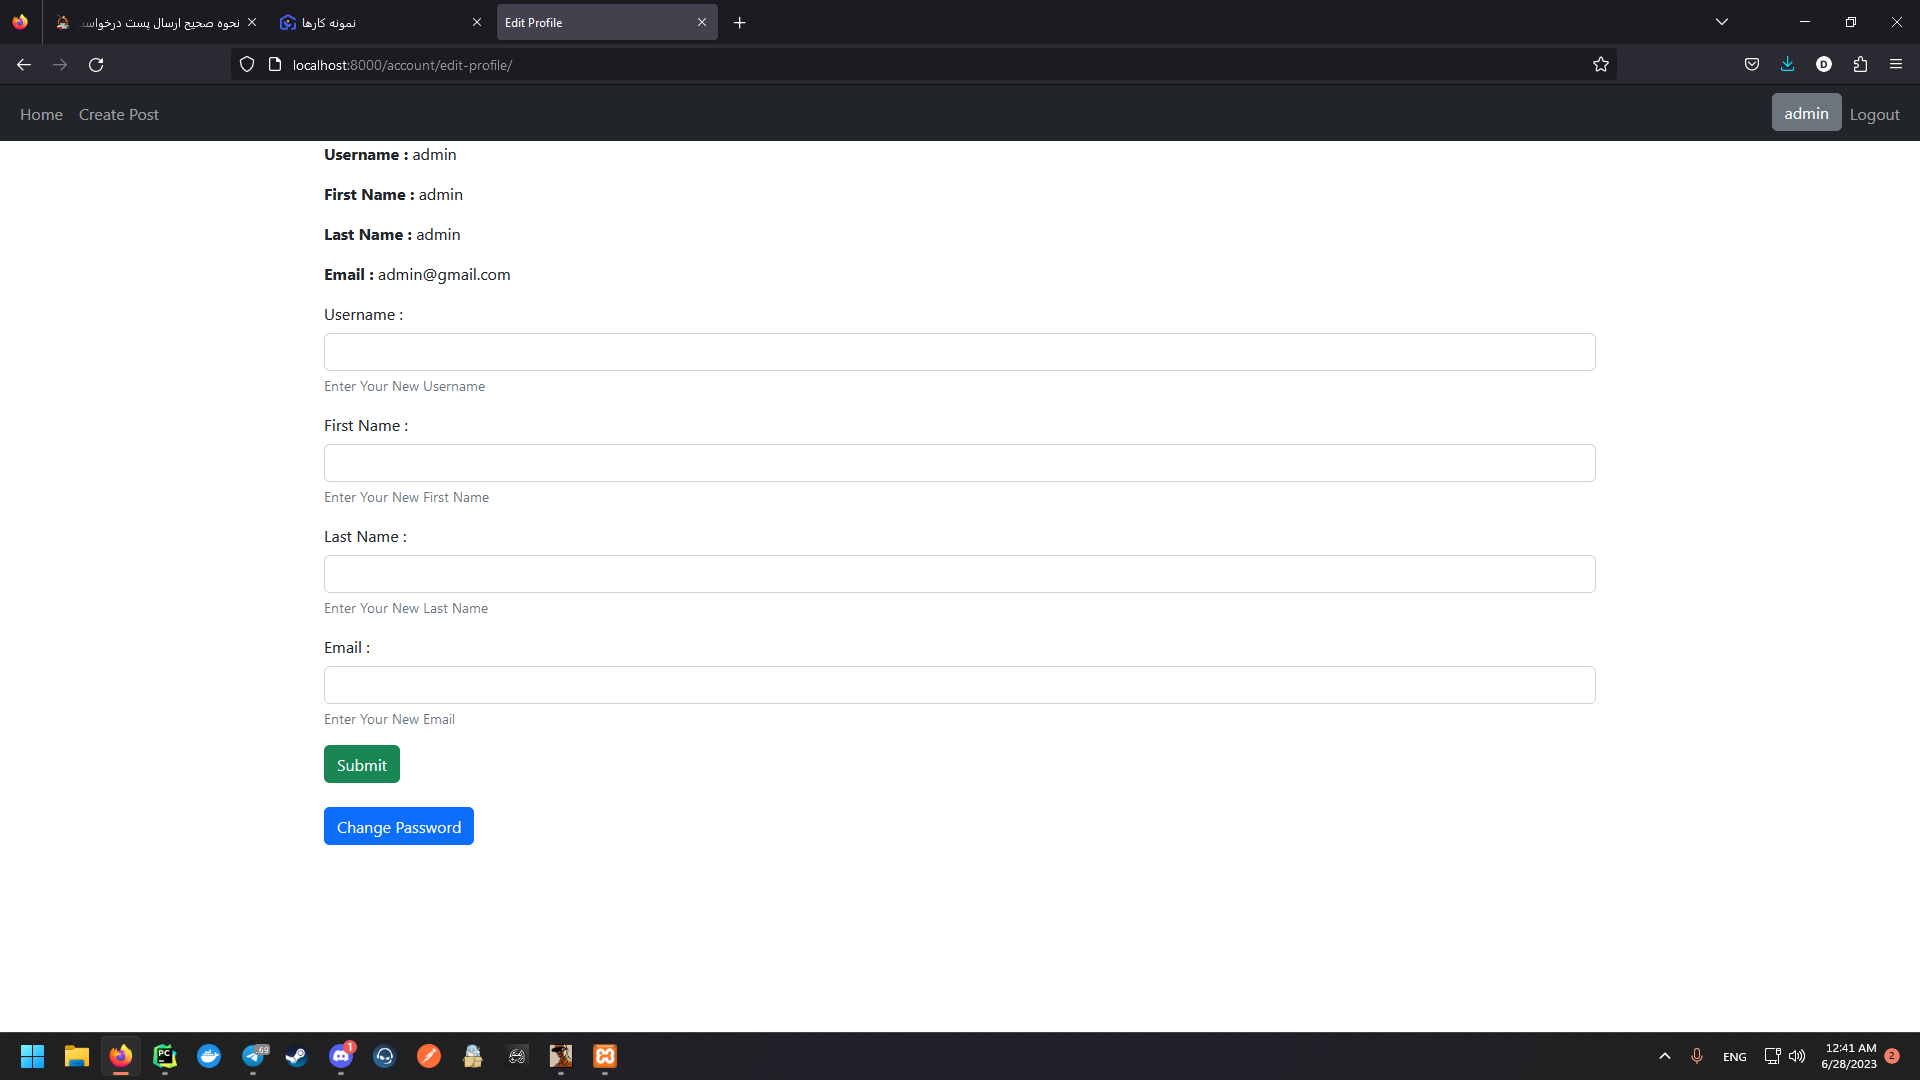 نحوه صحیح ارسال پست درخواست
نمونه کارها
Edit Profile
localhost:8000/account/edit-profile/
D
Home
Create Post
admin
Logout
Username : admin
First Name : admin
Last Name : admin
Email : admin@gmail.com
Username :
Enter Your New Username
First Name :
Enter Your New First Name
Last Name :
Enter Your New Last Name
Email :
Enter Your New Email
Submit
Change Password
PC
69
1
ENG
12:41 AM
6/28/2023
2